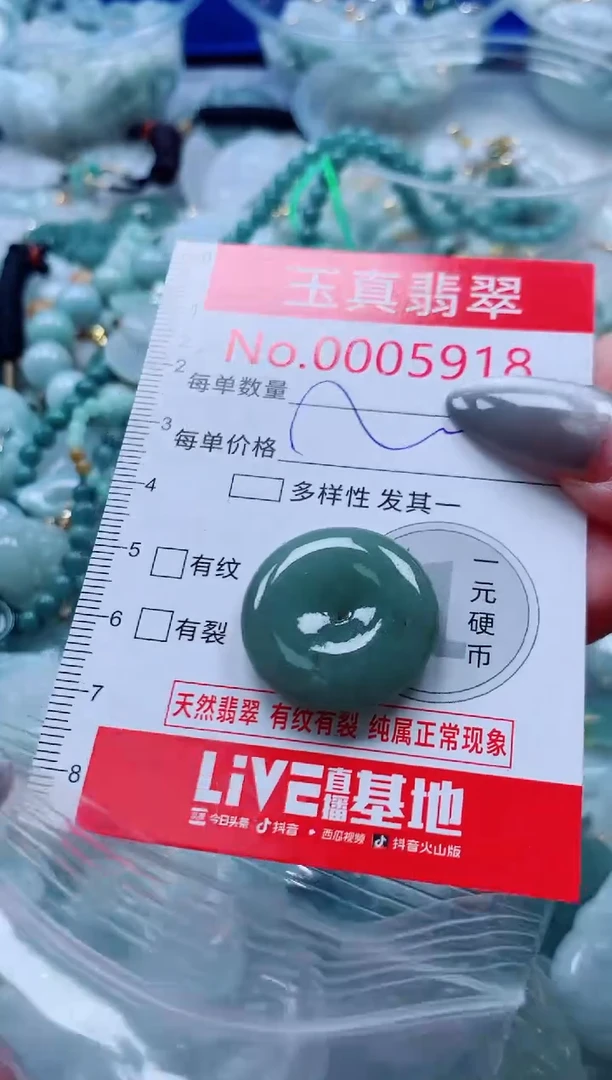 玉真翡翠
No.0005918
2
每单数量
3
每单价格
4
多样性 发其一
5
有纹
一元硬币
6
有裂
7
天然翡翠 有纹有裂 纯属正常现象
8
LiVE直播基地
今日头条 抖音 西瓜视频 抖音火山版